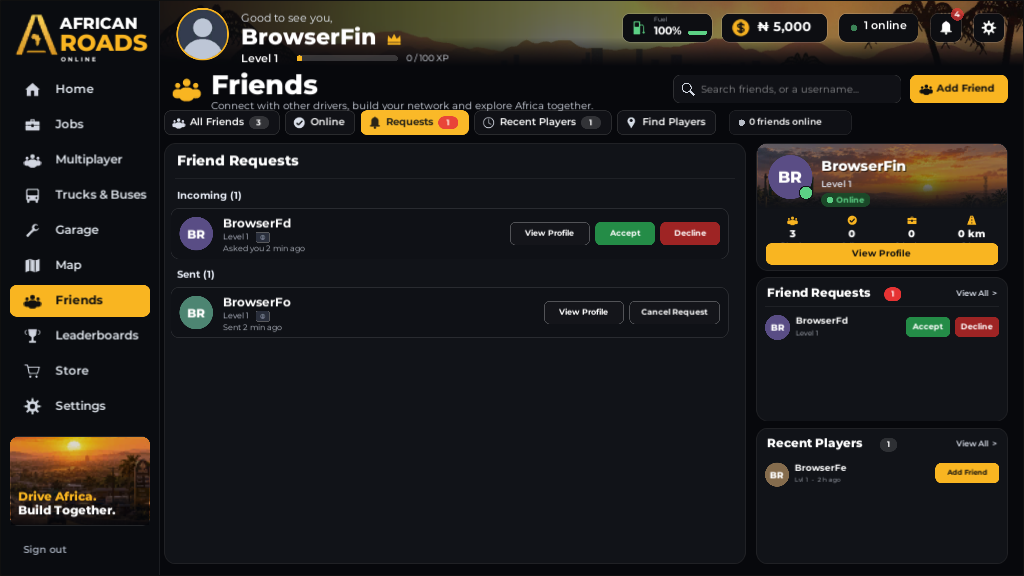 AFRICAN
ROADS
ONLINE
Good to see you,
BrowserFin
Level 1
0 / 100 XP
Fuel
100%
₦ 5,000
1 online
4
Home
Jobs
Multiplayer
Trucks & Buses
Garage
Map
Friends
Leaderboards
Store
Settings
Drive Africa.
Build Together.
Sign out
Friends
Connect with other drivers, build your network and explore Africa together.
Search friends, or a username...
Add Friend
All Friends 3
Online
Requests 1
Recent Players 1
Find Players
0 friends online
Friend Requests
Incoming (1)
BR
BrowserFd
Level 1
Asked you 2 min ago
View Profile
Accept
Decline
Sent (1)
BR
BrowserFo
Level 1
Sent 2 min ago
View Profile
Cancel Request
BR
BrowserFin
Level 1
Online
3
0
0
0 km
View Profile
Friend Requests 1
View All >
BR
BrowserFd
Level 1
Accept
Decline
Recent Players 1
View All >
BR
BrowserFe
Lvl 1 - 2 h ago
Add Friend